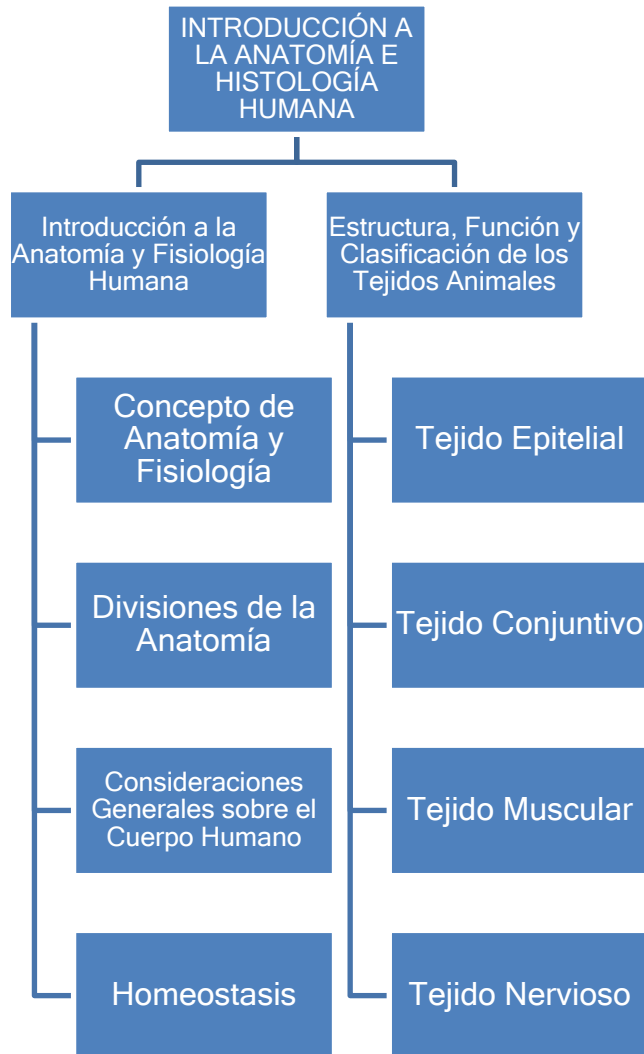 INTRODUCCIÓN A
LA ANATOMÍA E
HISTOLOGÍA
HUMANA
Introducción a la
Anatomía y Fisiología
Humana
Concepto de
Anatomía y
Fisiología
Divisiones de la
Anatomía
Consideraciones
Generales sobre el
Cuerpo Humano
Homeostasis
Estructura, Función y
Clasificación de los
Tejidos Animales
Tejido Epitelial
Tejido Conjuntivo
Tejido Muscular
Tejido Nervioso